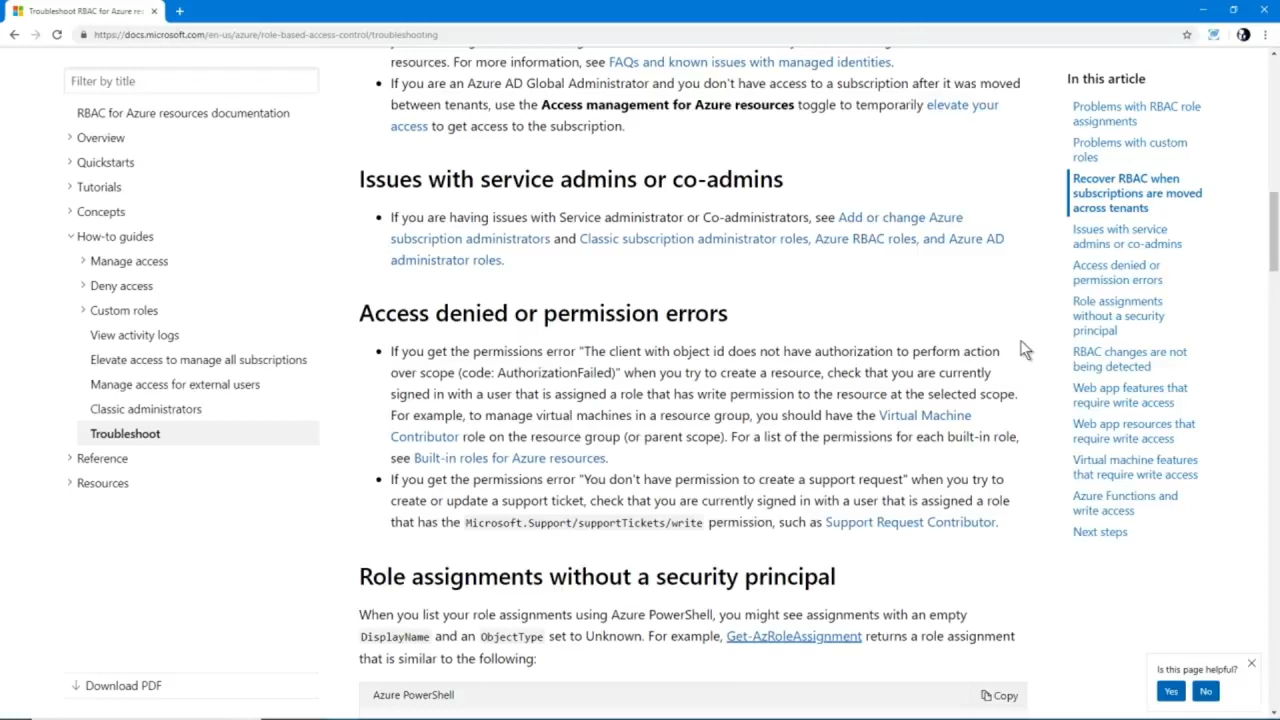 Troubleshoot RBAC for Azure re
https://docs.microsoft.com/en-us/azure/role-based-access-control/troubleshooting
Filter by title
RBAC for Azure resources documentation
Overview
Quickstarts
Tutorials
Concepts
How-to guides
Manage access
Deny access
Custom roles
View activity logs
Elevate access to manage all subscriptions
Manage access for external users
Classic administrators
Troubleshoot
Reference
Resources
Download PDF
resources. For more information, see FAQs and known issues with managed identities.
If you are an Azure AD Global Administrator and you don't have access to a subscription after it was moved
between tenants, use the Access management for Azure resources toggle to temporarily elevate your
access to get access to the subscription.
Issues with service admins or co-admins
If you are having issues with Service administrator or Co-administrators, see Add or change Azure
subscription administrators and Classic subscription administrator roles, Azure RBAC roles, and Azure AD
administrator roles.
Access denied or permission errors
If you get the permissions error "The client with object id does not have authorization to perform action
over scope (code: AuthorizationFailed)" when you try to create a resource, check that you are currently
signed in with a user that is assigned a role that has write permission to the resource at the selected scope.
For example, to manage virtual machines in a resource group, you should have the Virtual Machine
Contributor role on the resource group (or parent scope). For a list of the permissions for each built-in role,
see Built-in roles for Azure resources.
If you get the permissions error "You don't have permission to create a support request" when you try to
create or update a support ticket, check that you are currently signed in with a user that is assigned a role
that has the Microsoft.Support/supportTickets/write permission, such as Support Request Contributor.
Role assignments without a security principal
When you list your role assignments using Azure PowerShell, you might see assignments with an empty
DisplayName and an ObjectType set to Unknown. For example, Get-AzRoleAssignment returns a role assignment
that is similar to the following:
Azure PowerShell
Copy
In this article
Problems with RBAC role
assignments
Problems with custom
roles
Recover RBAC when
subscriptions are moved
across tenants
Issues with service
admins or co-admins
Access denied or
permission errors
Role assignments
without a security
principal
RBAC changes are not
being detected
Web app features that
require write access
Web app resources that
require write access
Virtual machine features
that require write access
Azure Functions and
write access
Next steps
Is this page helpful?
Yes
No